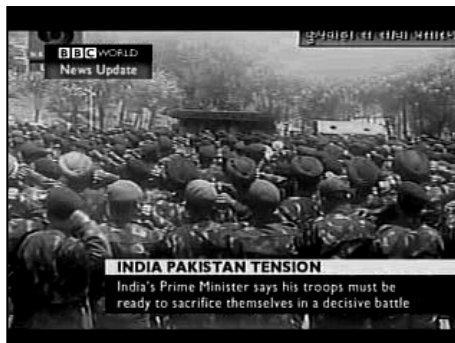 BBC WORLD
News Update
INDIA PAKISTAN TENSION
India's Prime Minister says his troops must be
ready to sacrifice themselves in a decisive battle